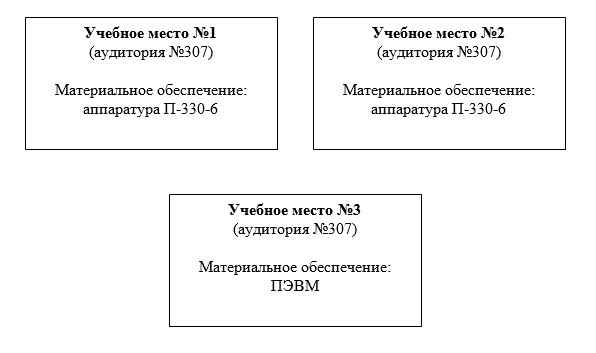 Учебное место №1
(аудитория №307)
Материальное обеспечение:
аппаратура П-330-6
Учебное место №2
(аудитория №307)
Материальное обеспечение:
аппаратура П-330-6
Учебное место №3
(аудитория №307)
Материальное обеспечение:
ПЭВМ